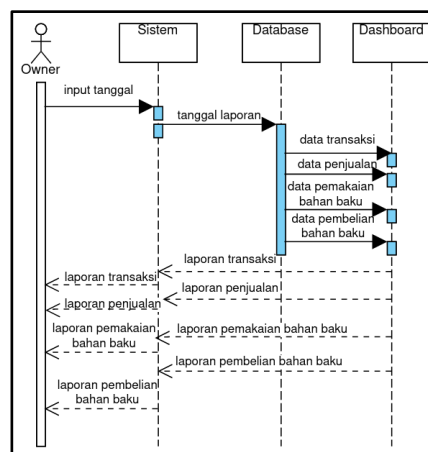 Sistem
Database
Dashboard
Owner
input tanggal
tanggal laporan
data transaksi
data penjualan
data pemakaian
bahan baku
data pembelian
bahan baku
laporan transaksi
laporan transaksi
laporan penjualan
laporan penjualan
laporan pemakaian bahan baku
laporan pemakaian
bahan baku
laporan pembelian bahan baku
laporan pembelian
bahan baku